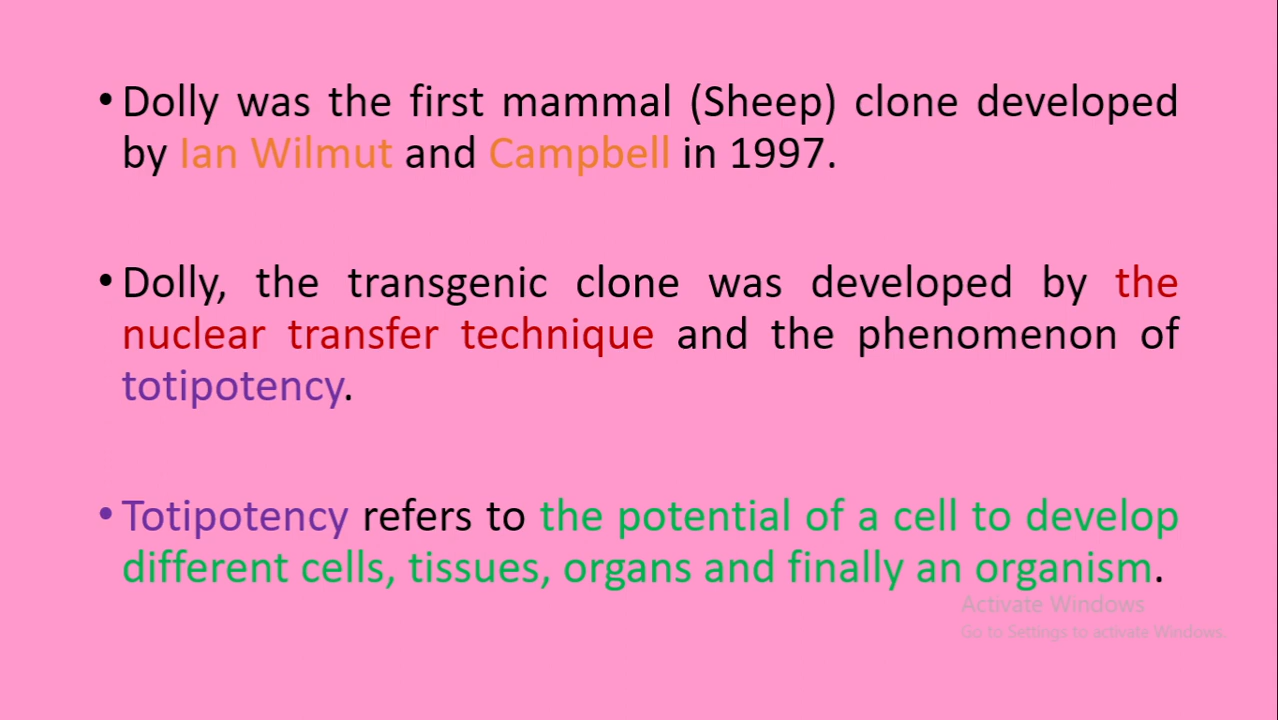 • Dolly was the first mammal (Sheep) clone developed
by Ian Wilmut and Campbell in 1997.
• Dolly, the transgenic clone was developed by the
nuclear transfer technique and the phenomenon of
totipotency.
• Totipotency refers to the potential of a cell to develop
different cells, tissues, organs and finally an organism.
Activate Windows
Go to Settings to activate Windows.